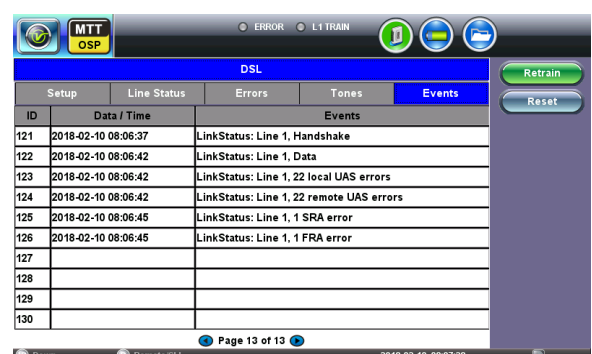 MTT
OSP
ERROR L1 TRAIN
DSL
Retrain
Setup Line Status Errors Tones Events
Reset
ID Data / Time Events
121 2018-02-10 08:06:37 LinkStatus: Line 1, Handshake
122 2018-02-10 08:06:42 LinkStatus: Line 1, Data
123 2018-02-10 08:06:42 LinkStatus: Line 1, 22 local UAS errors
124 2018-02-10 08:06:42 LinkStatus: Line 1, 22 remote UAS errors
125 2018-02-10 08:06:45 LinkStatus: Line 1, 1 SRA error
126 2018-02-10 08:06:45 LinkStatus: Line 1, 1 FRA error
127
128
129
130
Page 13 of 13